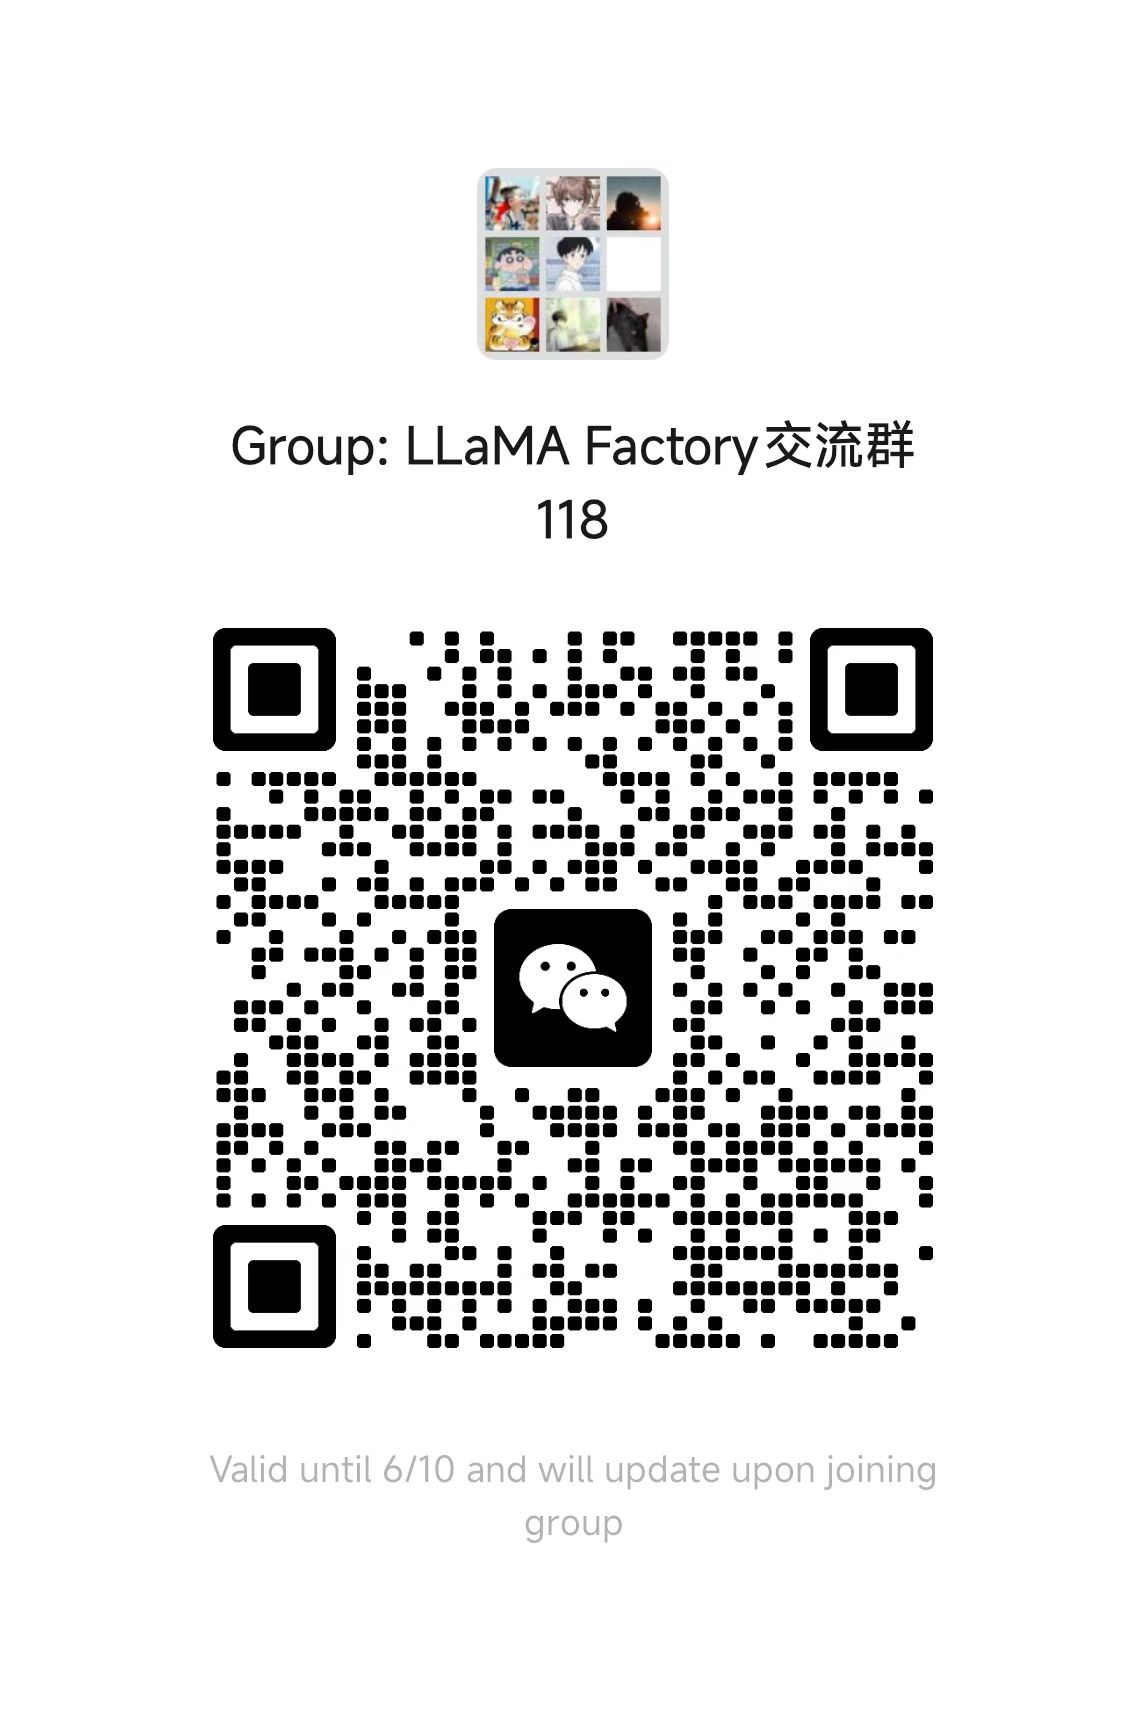 Group: LLaMA Factory交流群
118
Valid until 6/10 and will update upon joining
group